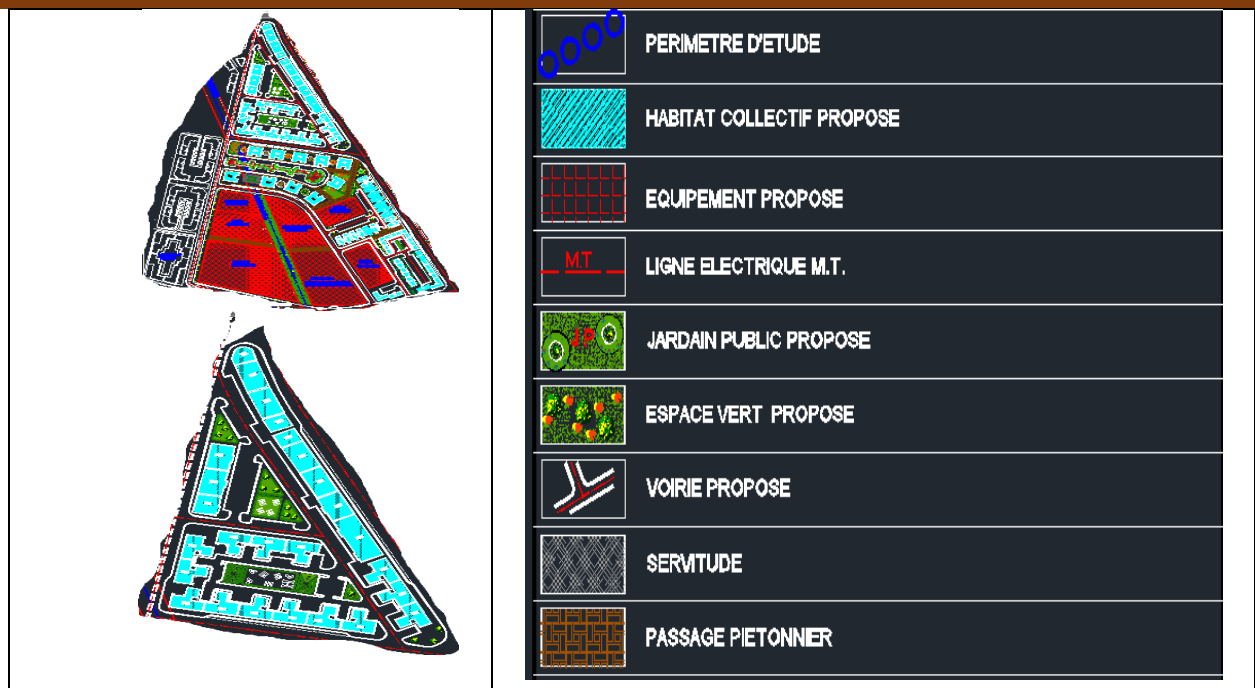 PERIMETRE D'ETUDE
HABITAT COLLECTIF PROPOSE
EQUIPEMENT PROPOSE
M.T
LIGNE ELECTRIQUE M.T.
J.P
JARDAIN PUBLIC PROPOSE
ESPACE VERT PROPOSE
VOIRIE PROPOSE
SERVITUDE
PASSAGE PIETONNIER